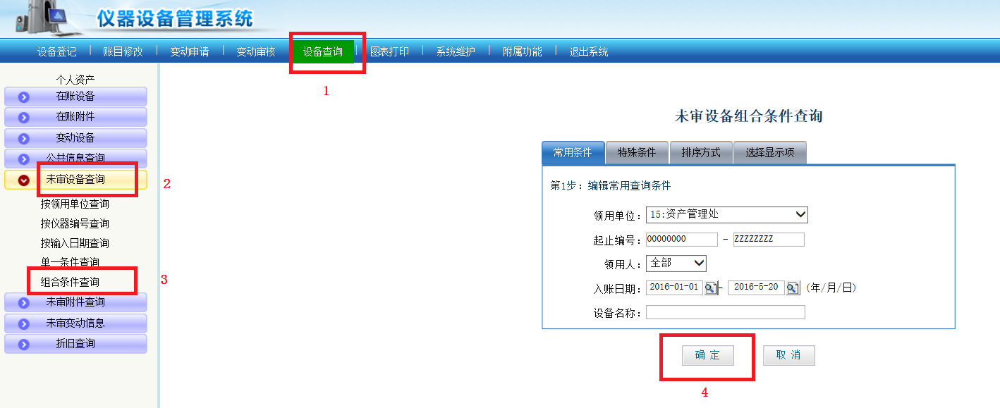 仪器设备管理系统
设备登记 账目修改 变动申请 变动审核 设备查询 图表打印 系统维护 附属功能 退出系统
1
个人资产
在账设备
在账附件
变动设备
公共信息查询
未审设备查询
2
按领用单位查询
按仪器编号查询
按输入日期查询
单一条件查询
组合条件查询
3
未审附件查询
未审变动信息
折旧查询
未审设备组合条件查询
常用条件 特殊条件 排序方式 选择显示项
第1步：编辑常用查询条件
领用单位： 15:资产管理处
起止编号： 00000000 - ZZZZZZZZ
领用人： 全部
入账日期： 2016-01-01 - 2016-5-20 (年/月/日)
设备名称：
确 定 取 消
4